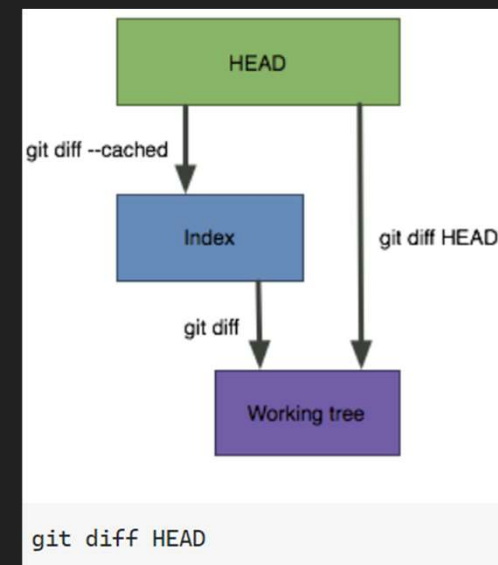 HEAD
git diff --cached
Index
git diff HEAD
git diff
Working tree
git diff HEAD